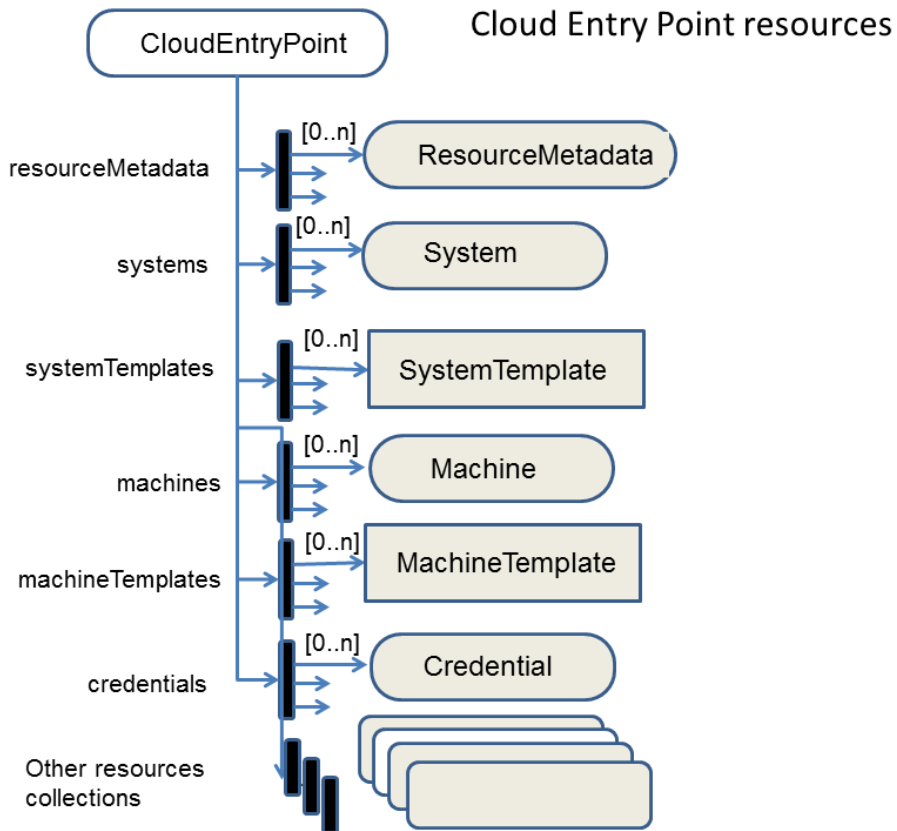 Cloud Entry Point resources
CloudEntryPoint
[0..n]
resourceMetadata
ResourceMetadata
[0..n]
systems
System
[0..n]
systemTemplates
SystemTemplate
[0..n]
machines
Machine
[0..n]
machineTemplates
MachineTemplate
[0..n]
credentials
Credential
Other resources
collections